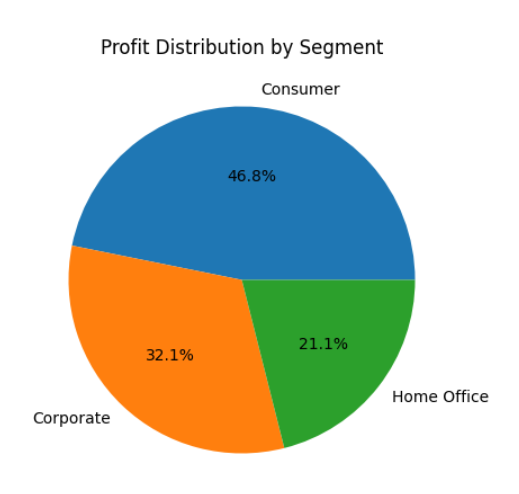 Profit Distribution by Segment
Consumer
46.8%
32.1%
21.1%
Corporate
Home Office